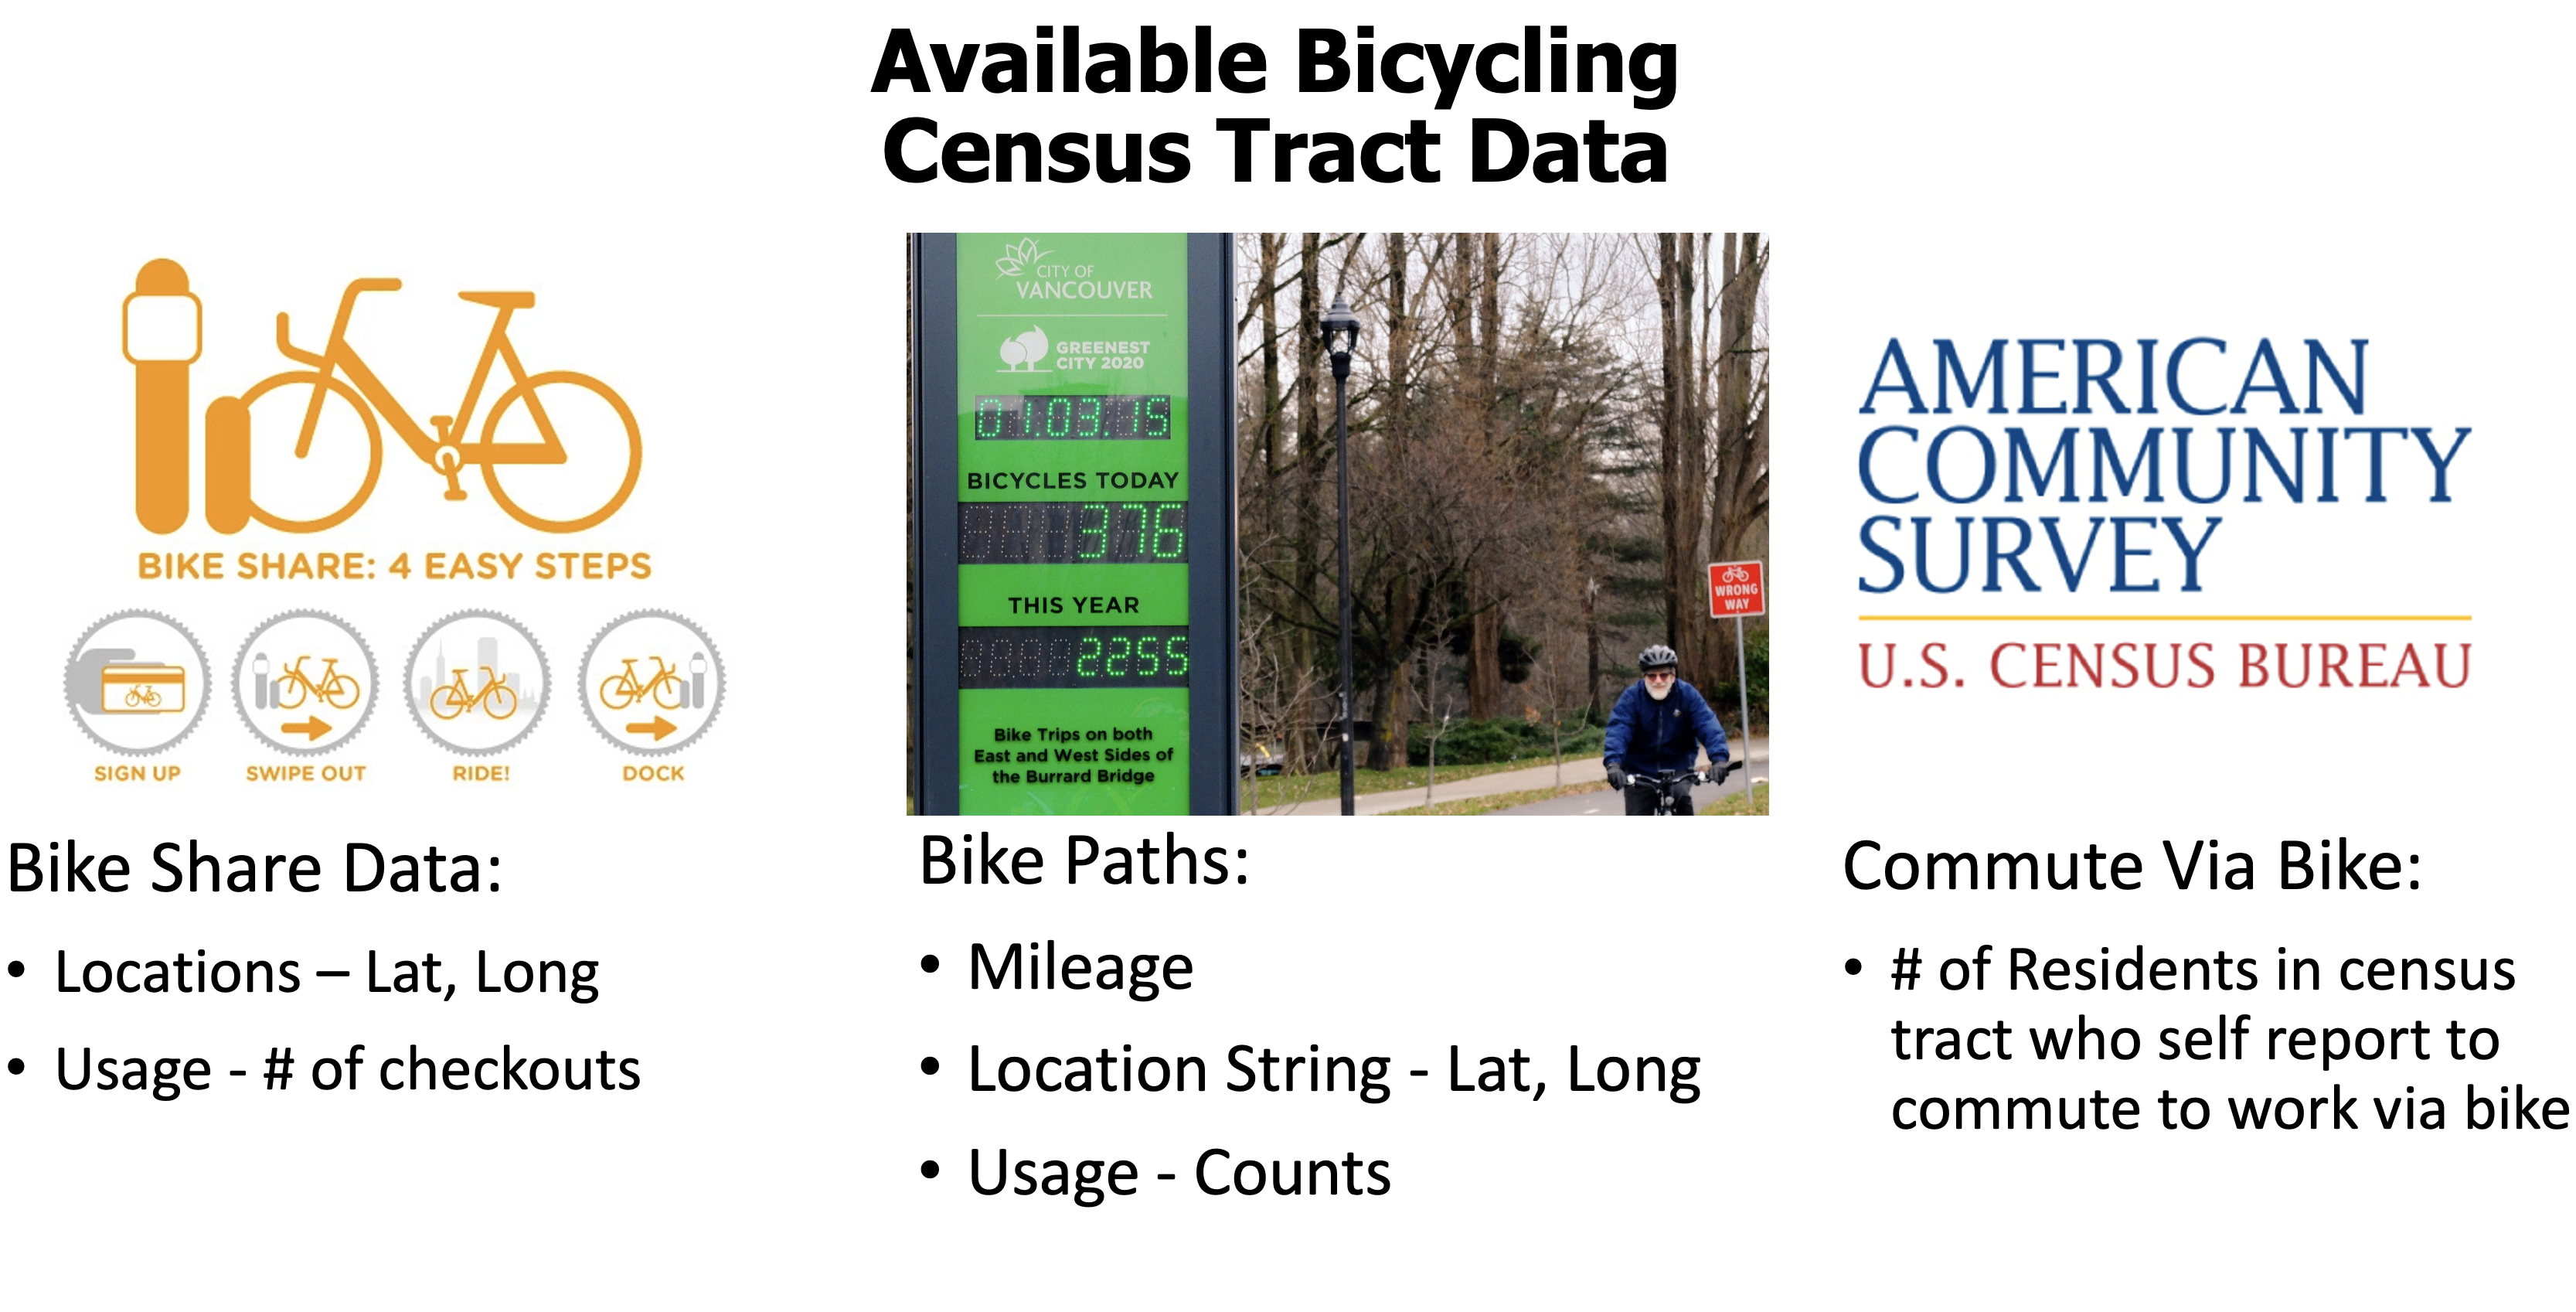 Available Bicycling
Census Tract Data
BIKE SHARE: 4 EASY STEPS
SIGN UP
SWIPE OUT
RIDE!
DOCK
Bike Share Data:
• Locations – Lat, Long
• Usage - # of checkouts
CITY OF
VANCOUVER
GREENEST
CITY 2020
01.03.15
BICYCLES TODAY
376
THIS YEAR
2255
Bike Trips on both
East and West Sides of
the Burrard Bridge
WRONG
WAY
Bike Paths:
• Mileage
• Location String - Lat, Long
• Usage - Counts
AMERICAN
COMMUNITY
SURVEY
U.S. CENSUS BUREAU
Commute Via Bike:
• # of Residents in census
tract who self report to
commute to work via bike